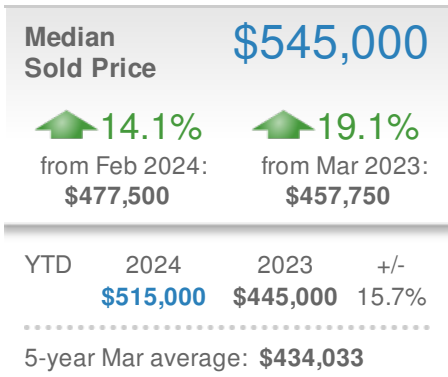 Median
Sold Price
$545,000
14.1%
19.1%
from Feb 2024:
from Mar 2023:
$477,500
$457,750
YTD 2024 2023 +/-
$515,000 $445,000 15.7%
5-year Mar average: $434,033